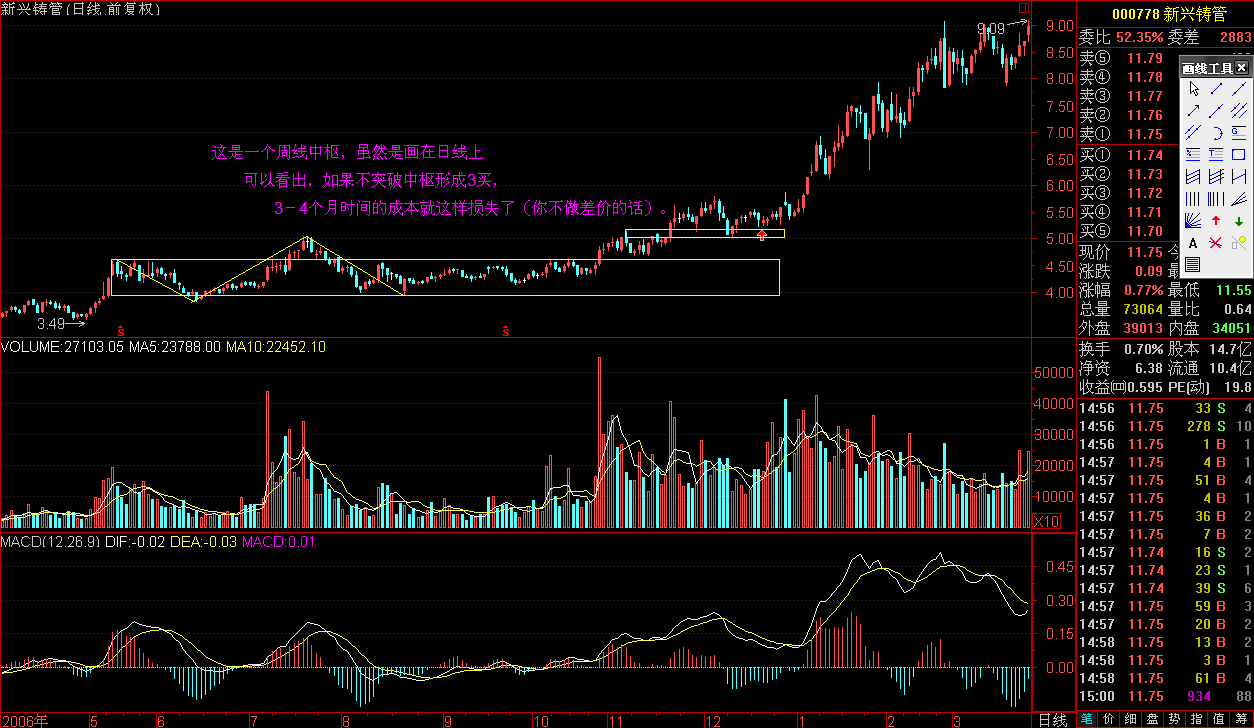 新兴铸管(日线.前复权)
9.09
这是一个周线中枢，虽然是画在日线上
可以看出，如果不突破中枢形成3买，
3－4个月时间的成本就这样损失了（你不做差价的话）。
3.49
ŝ
ŝ
9.00
8.50
8.00
7.50
7.00
6.50
6.00
5.50
5.00
4.50
4.00
VOLUME:27103.05 MA5:23788.00 MA10:22452.10
50000
40000
30000
20000
10000
X10
MACD(12.26.9) DIF:-0.02 DEA:-0.03 MACD:0.01
0.45
0.30
0.15
0.00
2006年 5 6 7 8 9 10 11 12 1 2 3 日线
000778 新兴铸管
委比 52.35% 委差 2883
卖⑤ 11.79
卖④ 11.78
卖③ 11.77
卖② 11.76
卖① 11.75
买① 11.74
买② 11.73
买③ 11.72
买④ 11.71
买⑤ 11.70
画线工具
A
现价 11.75 今
涨跌 0.09 最
涨幅 0.77% 最低 11.55
总量 73064 量比 0.64
外盘 39013 内盘 34051
换手 0.70% 股本 14.7亿
净资 6.38 流通 10.4亿
收益㈣0.595 PE(动) 19.8
14:56 11.75 33 S 4
14:56 11.75 278 S 10
14:56 11.75 1 B 1
14:57 11.75 4 B 1
14:57 11.75 51 B 4
14:57 11.75 4 B 1
14:57 11.75 36 B 2
14:57 11.75 7 B 2
14:57 11.74 16 S 2
14:57 11.74 23 S 1
14:57 11.74 39 S 6
14:57 11.75 59 B 3
14:57 11.75 20 B 2
14:58 11.75 13 B 2
14:58 11.75 3 B 1
14:58 11.75 61 B 4
15:00 11.75 934 88
笔 价 细 盘 势 指 值 筹